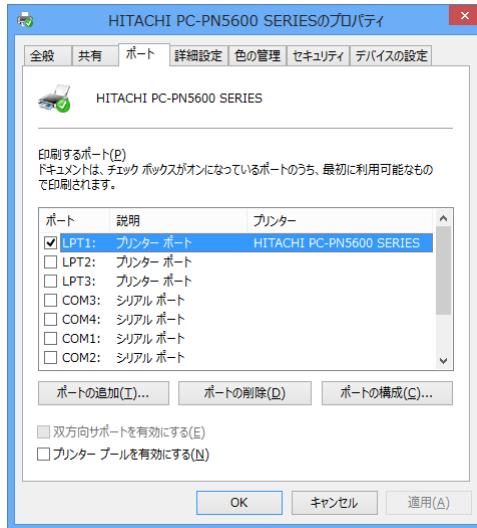 HITACHI PC-PN5600 SERIESのプロパティ
全般 共有 ポート 詳細設定 色の管理 セキュリティ デバイスの設定
HITACHI PC-PN5600 SERIES
印刷するポート(P)
ドキュメントは、チェック ボックスがオンになっているポートのうち、最初に利用可能なもの
で印刷されます。
ポート 説明 プリンター
LPT1: プリンター ポート HITACHI PC-PN5600 SERIES
LPT2: プリンター ポート
LPT3: プリンター ポート
COM3: シリアル ポート
COM4: シリアル ポート
COM1: シリアル ポート
COM2: シリアル ポート
ポートの追加(T)... ポートの削除(D) ポートの構成(C)...
双方向サポートを有効にする(E)
プリンター プールを有効にする(N)
OK キャンセル 適用(A)